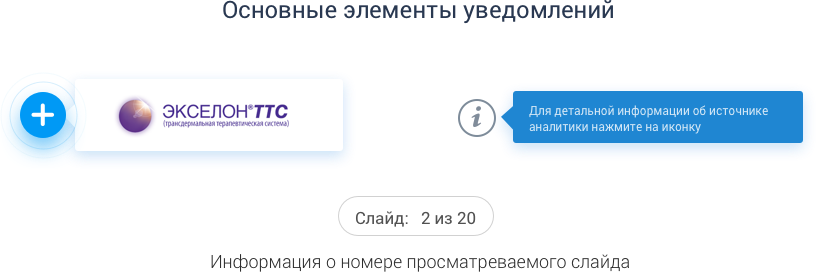 Основные элементы уведомлений
ЭКСЕЛОН® ТТС
(трансдермальная терапевтическая система)
Для детальной информации об источнике
аналитики нажмите на иконку
Слайд: 2 из 20
Информация о номере просматреваемого слайда